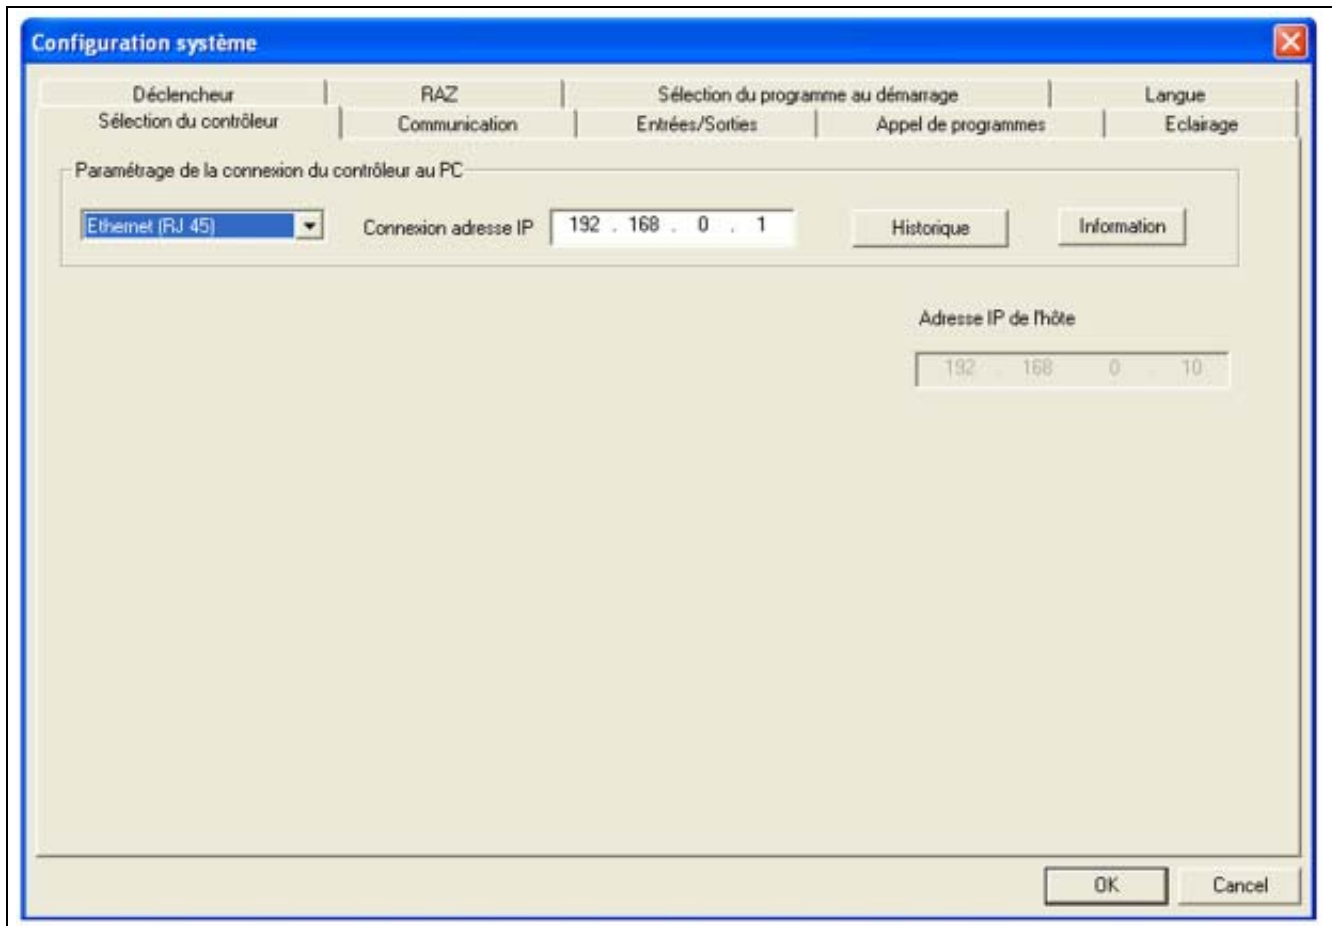 Configuration système
Déclencheur RAZ Sélection du programme au démarrage Langue
Sélection du contrôleur Communication Entrées/Sorties Appel de programmes Eclairage
Paramétrage de la connexion du contrôleur au PC
Ethernet (RJ 45) Connexion adresse IP 192 . 168 . 0 . 1 Historique Information
Adresse IP de l'hôte
192 . 168 0 . 10
OK Cancel